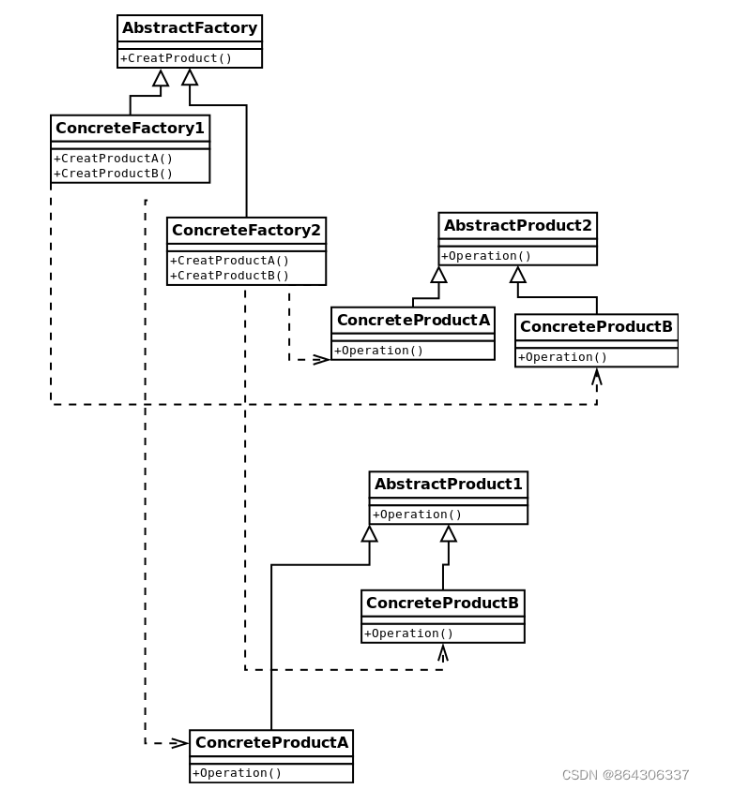 AbstractFactory
+CreatProduct()
ConcreteFactory1
+CreatProductA()
+CreatProductB()
ConcreteFactory2
+CreatProductA()
+CreatProductB()
AbstractProduct2
+Operation()
ConcreteProductA
+Operation()
ConcreteProductB
+Operation()
AbstractProduct1
+Operation()
ConcreteProductB
+Operation()
ConcreteProductA
+Operation()
CSDN @864306337